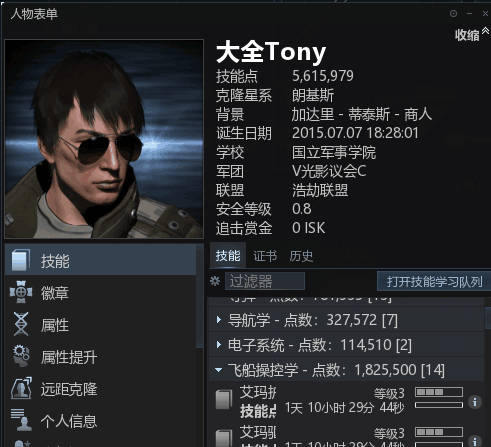 人物表单
收缩
大全Tony
技能点 5,615,979
克隆星系 朗基斯
背景 加达里 - 蒂泰斯 - 商人
诞生日期 2015.07.07 18:28:01
学校 国立军事学院
军团 V光影议会C
联盟 浩劫联盟
安全等级 0.8
追击赏金 0 ISK
技能 证书 历史
过滤器 打开技能学习队列
导航学 - 点数：327,572 [7]
电子系统 - 点数：114,510 [2]
飞船操控学 - 点数：1,825,500 [14]
艾玛 等级3
技能点 1天 10小时 29分 44秒
艾玛 等级3
1天 10小时 29分 44秒
技能
徽章
属性
属性提升
远距克隆
个人信息